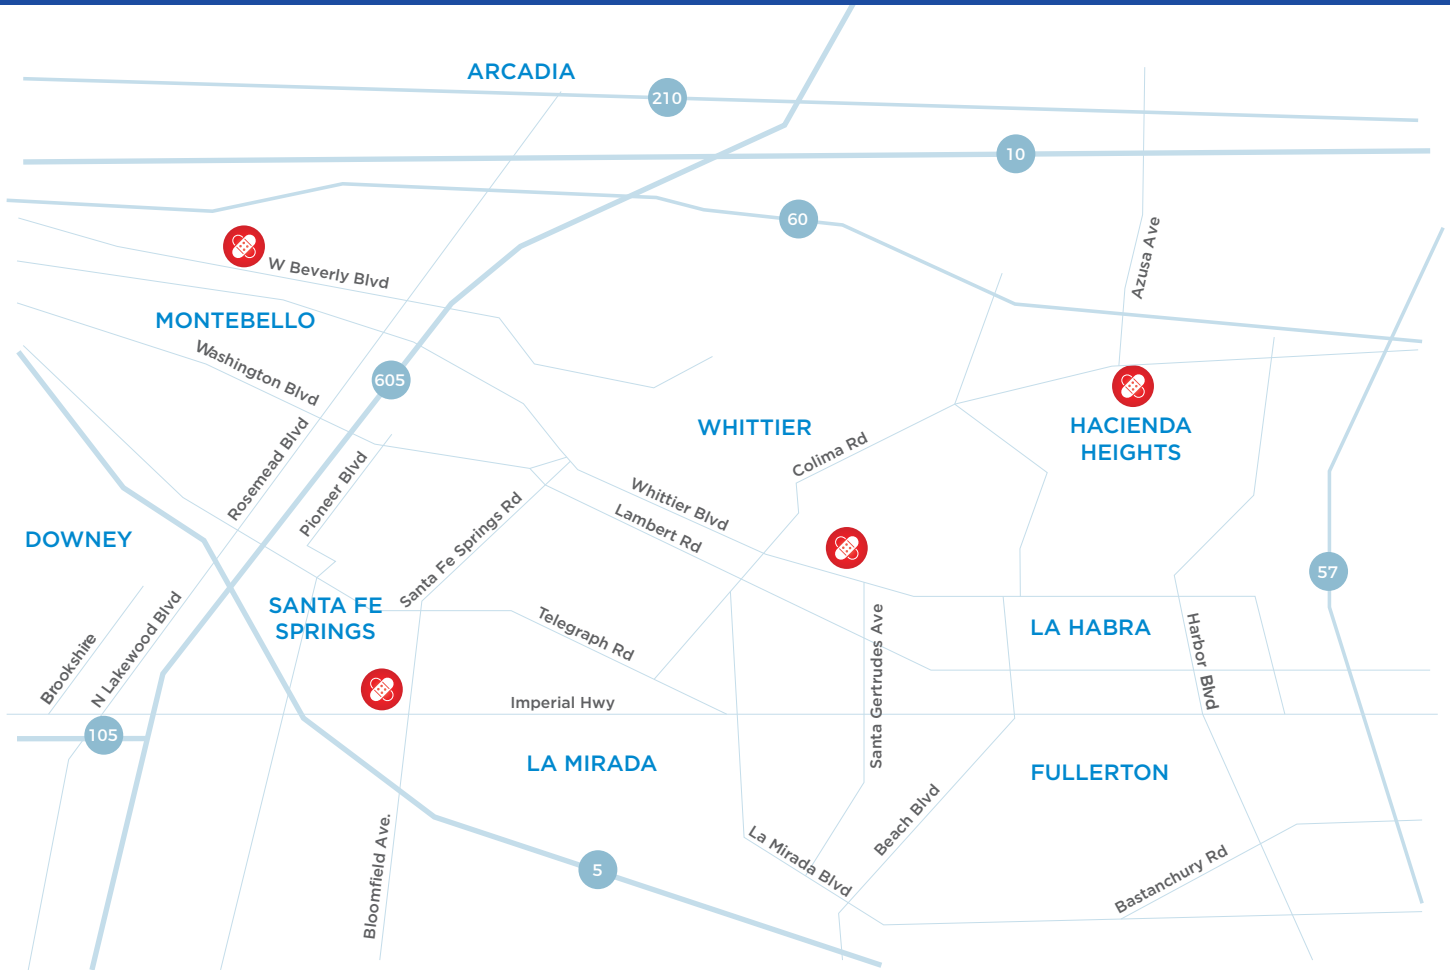 ARCADIA
210
10
60
Azusa Ave
W Beverly Blvd
MONTEBELLO
Washington Blvd
605
WHITTIER
HACIENDA
HEIGHTS
Colima Rd
Rosemead Blvd
Pioneer Blvd
Whittier Blvd
Lambert Rd
Santa Fe Springs Rd
DOWNEY
57
SANTA FE
SPRINGS
Telegraph Rd
LA HABRA
Brookshire
N Lakewood Blvd
Santa Gertrudes Ave
Harbor Blvd
Imperial Hwy
105
LA MIRADA
FULLERTON
Beach Blvd
La Mirada Blvd
Bloomfield Ave.
5
Bastanchury Rd